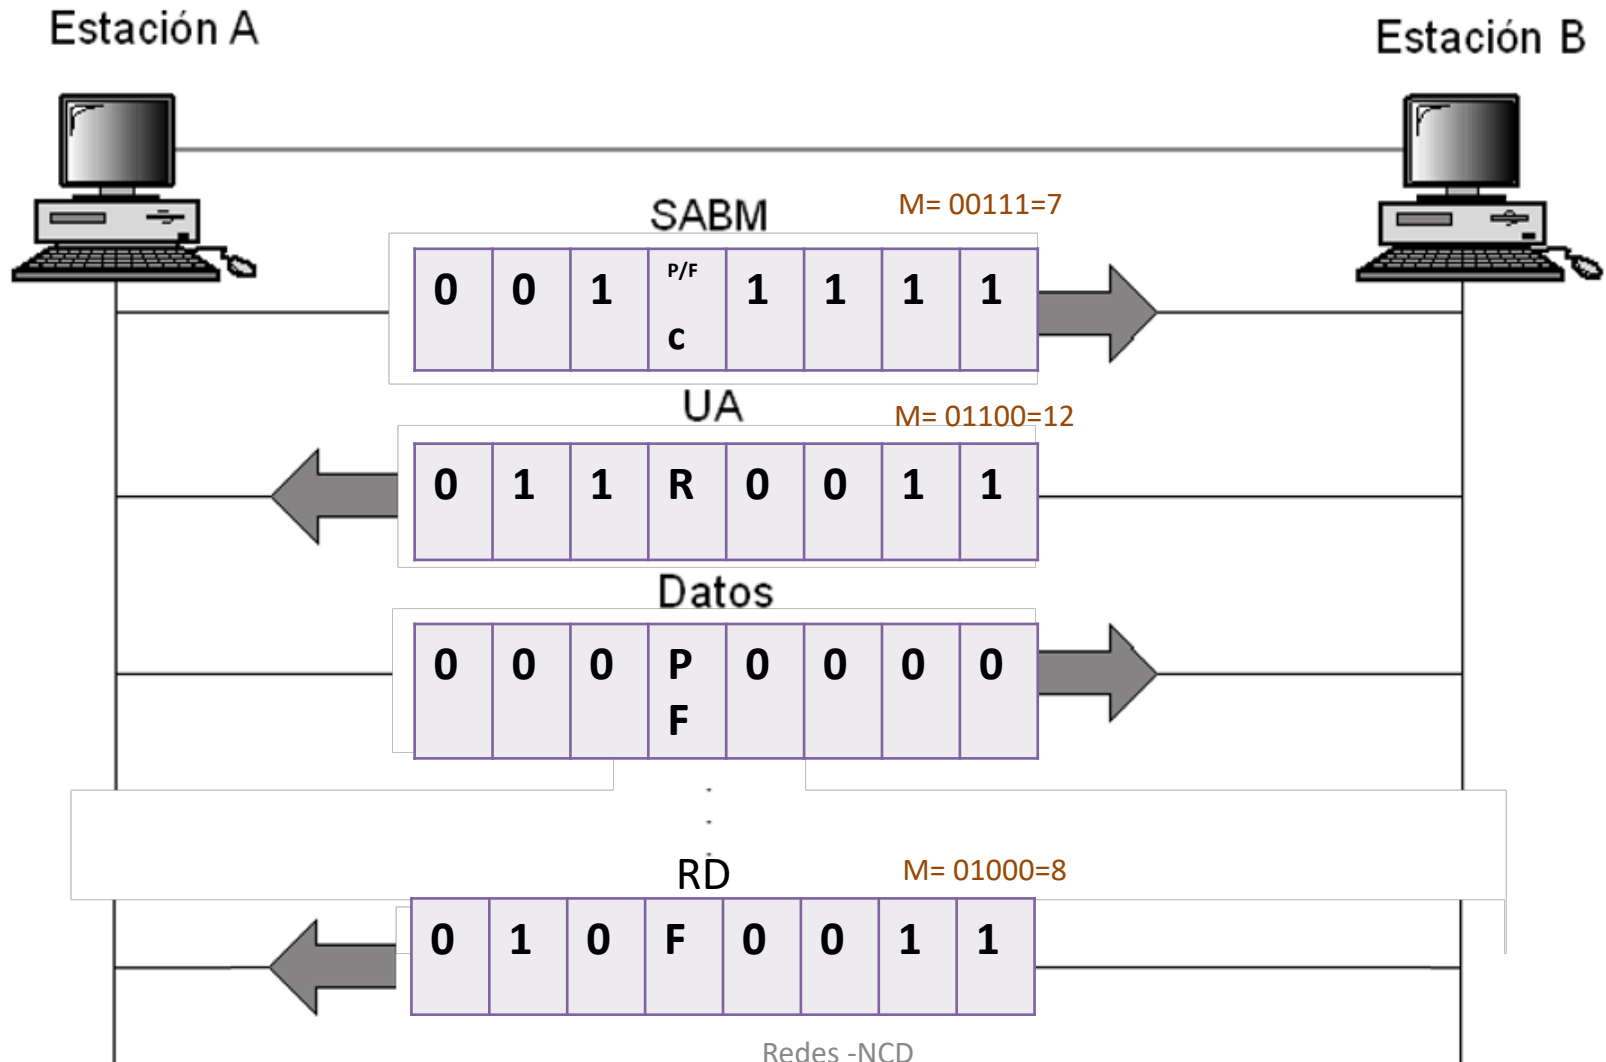 Estación A
Estación B
SABM
M= 00111=7
0 0 1 P/F 1 1 1 1
c
UA
M= 01100=12
0 1 1 R 0 0 1 1
Datos
0 0 0 P 0 0 0 0
F
RD
M= 01000=8
0 1 0 F 0 0 1 1
Redes -NCD